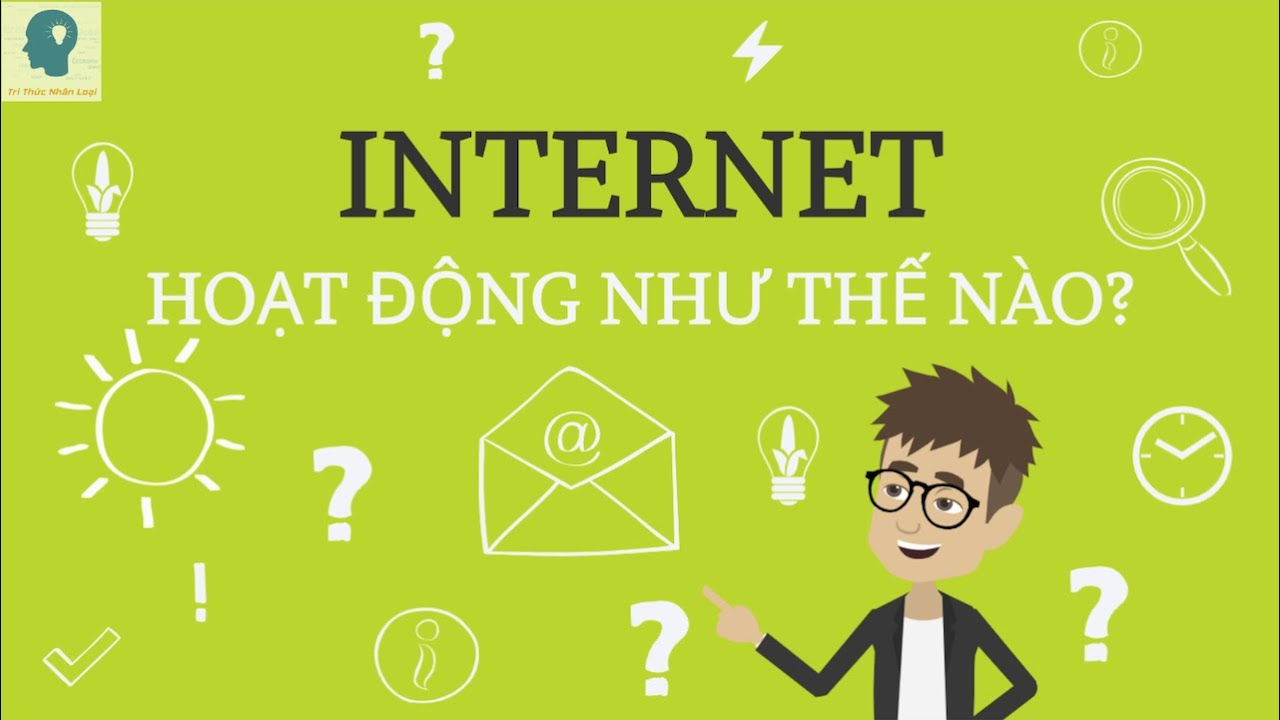 Tri Thức Nhân Loại
INTERNET
HOẠT ĐỘNG NHƯ THẾ NÀO?
@